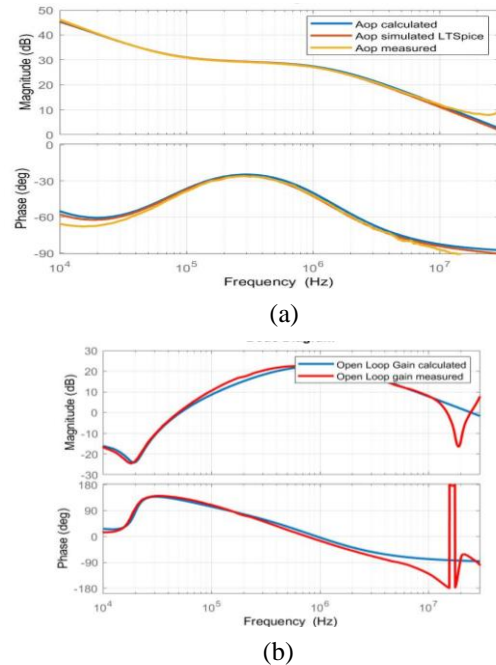 Aop calculated
Aop simulated LTSpice
Aop measured
Magnitude (dB)
50
40
30
20
10
0
Phase (deg)
0
-30
-60
-90
10^4
10^5
10^6
10^7
Frequency (Hz)
(a)
Open Loop Gain calculated
Open Loop gain measured
Magnitude (dB)
30
20
10
0
-10
-20
-30
Phase (deg)
180
90
0
-90
-180
10^4
10^5
10^6
10^7
Frequency (Hz)
(b)